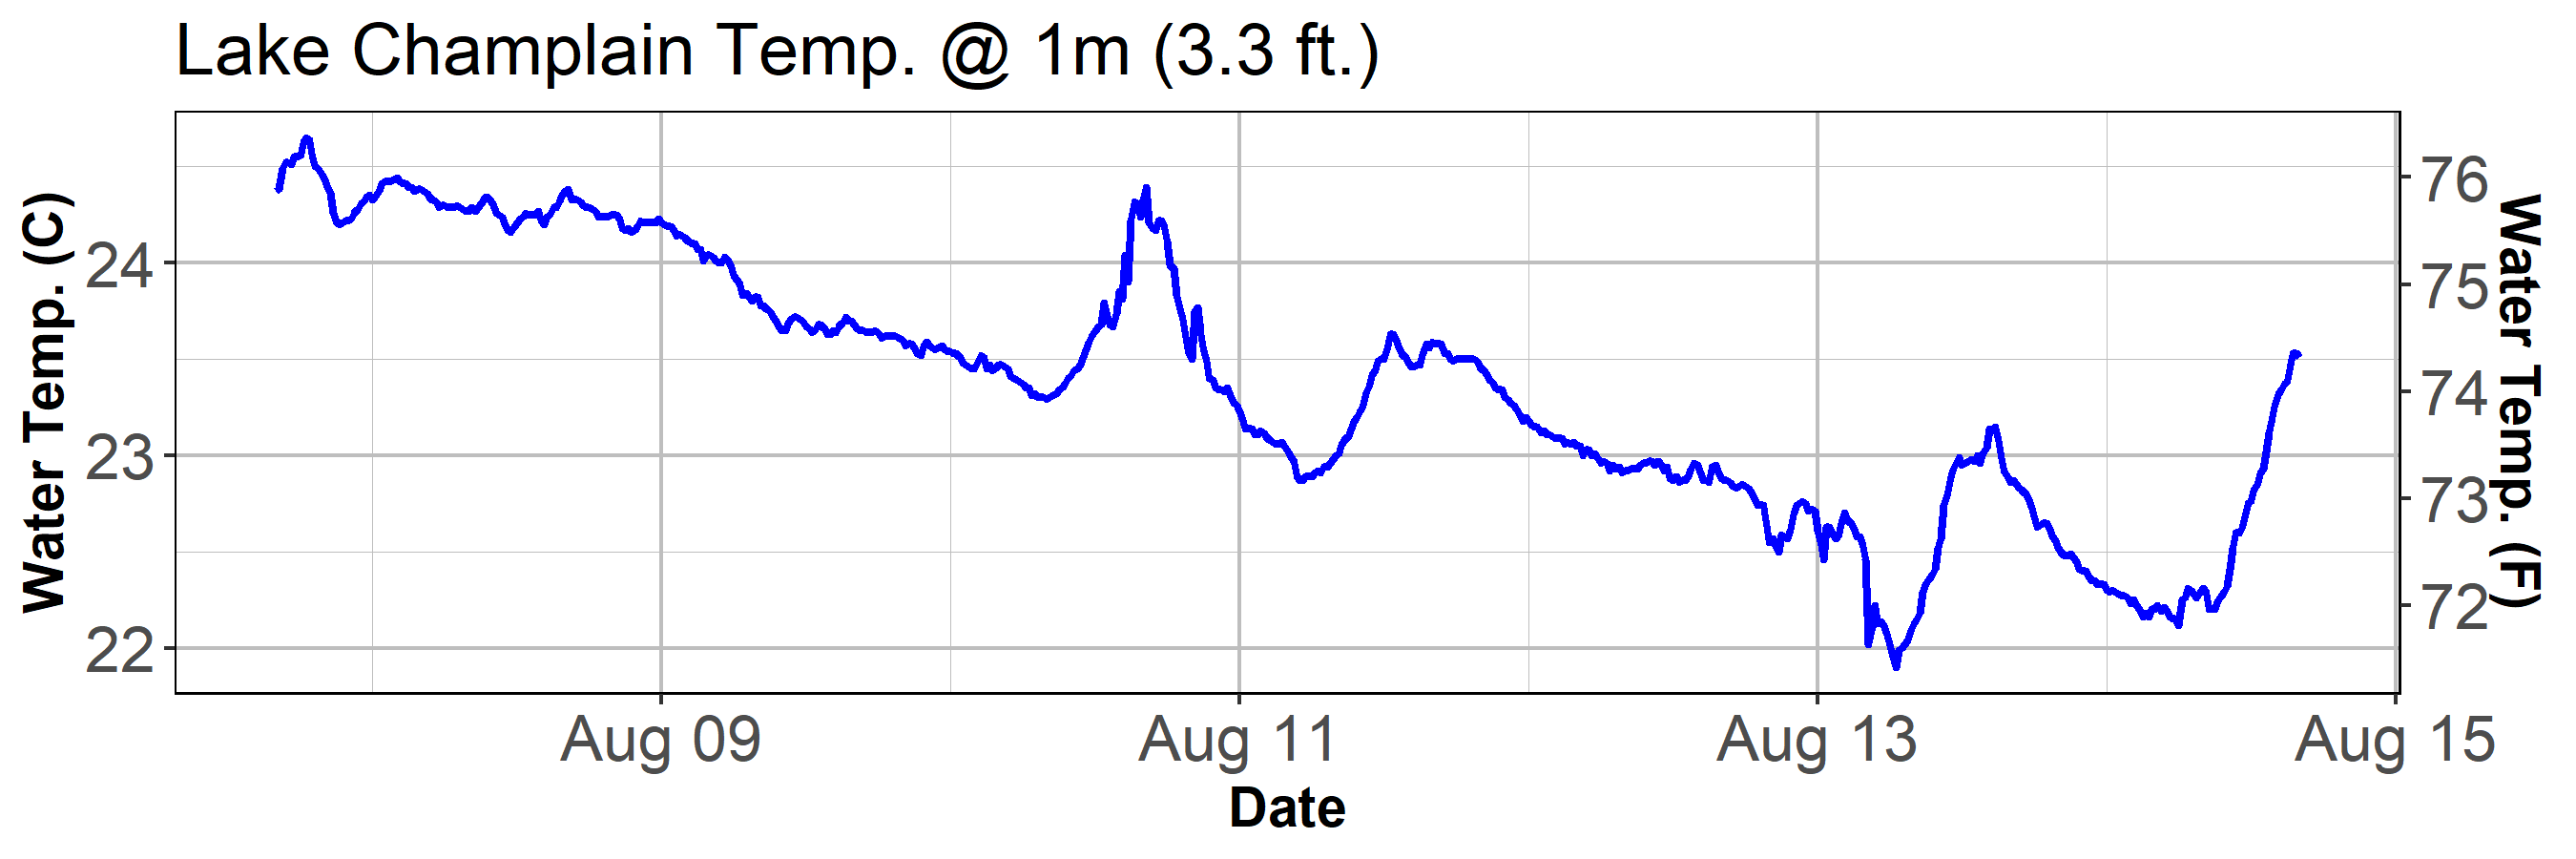 Lake Champlain Temp. @ 1m (3.3 ft.)
Water Temp. (C)
24
23
22
76
75
74
73
72
Water Temp. (F)
Aug 09
Aug 11
Aug 13
Aug 15
Date